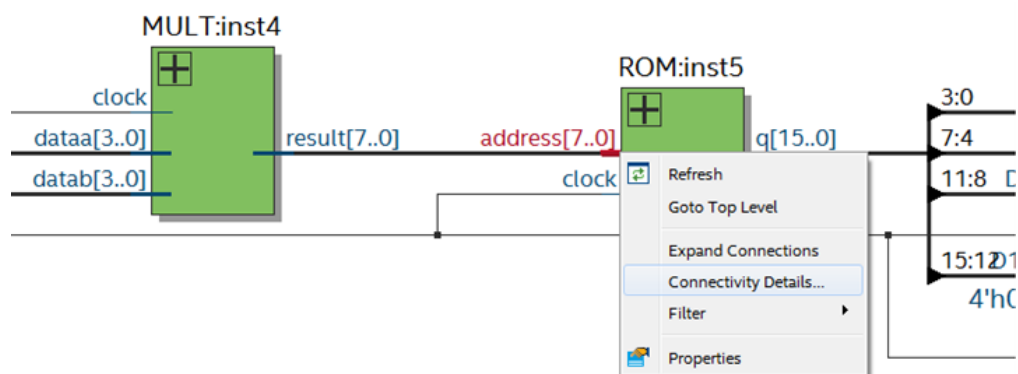 MULT:inst4
clock
dataa[3..0]
datab[3..0]
result[7..0]
ROM:inst5
address[7..0]
clock
q[15..0]
Refresh
Goto Top Level
Expand Connections
Connectivity Details...
Filter
Properties
3:0
7:4
11:8
15:12
4'h0